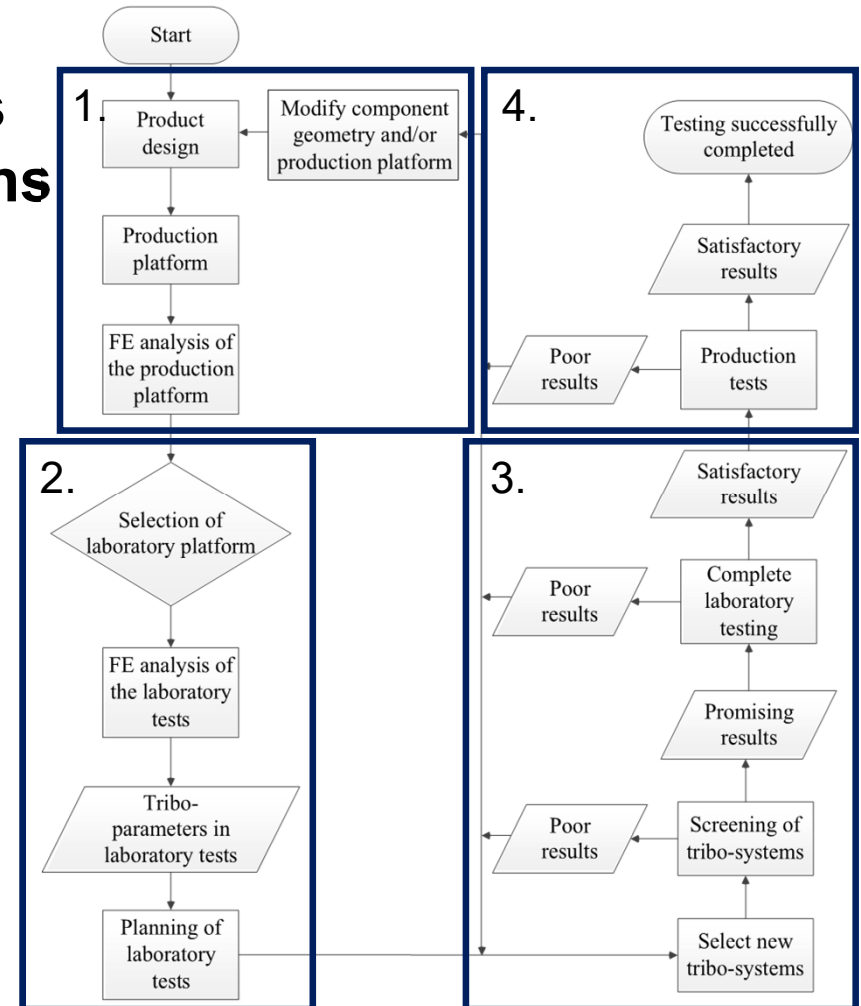 Start
s
ns
1.
Product
design
Modify component
geometry and/or
production platform
Production
platform
FE analysis of
the production
platform
2.
Selection of
laboratory platform
FE analysis of
the laboratory
tests
Tribo-
parameters in
laboratory tests
Planning of
laboratory
tests
4.
Testing successfully
completed
Satisfactory
results
Poor
results
Production
tests
3.
Satisfactory
results
Poor
results
Complete
laboratory
testing
Promising
results
Poor
results
Screening of
tribo-systems
Select new
tribo-systems